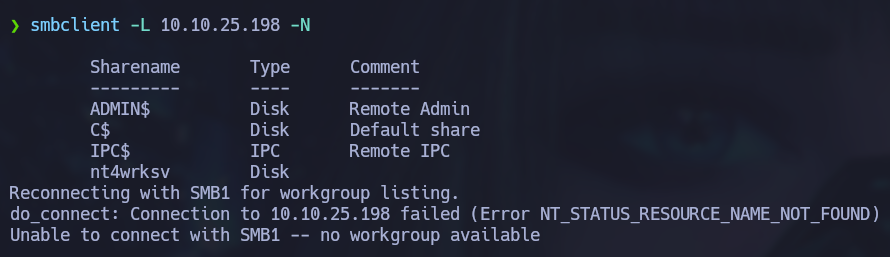 ❯ smbclient -L 10.10.25.198 -N
Sharename Type Comment
--------- ---- -------
ADMIN$ Disk Remote Admin
C$ Disk Default share
IPC$ IPC Remote IPC
nt4wrksv Disk
Reconnecting with SMB1 for workgroup listing.
do_connect: Connection to 10.10.25.198 failed (Error NT_STATUS_RESOURCE_NAME_NOT_FOUND)
Unable to connect with SMB1 -- no workgroup available